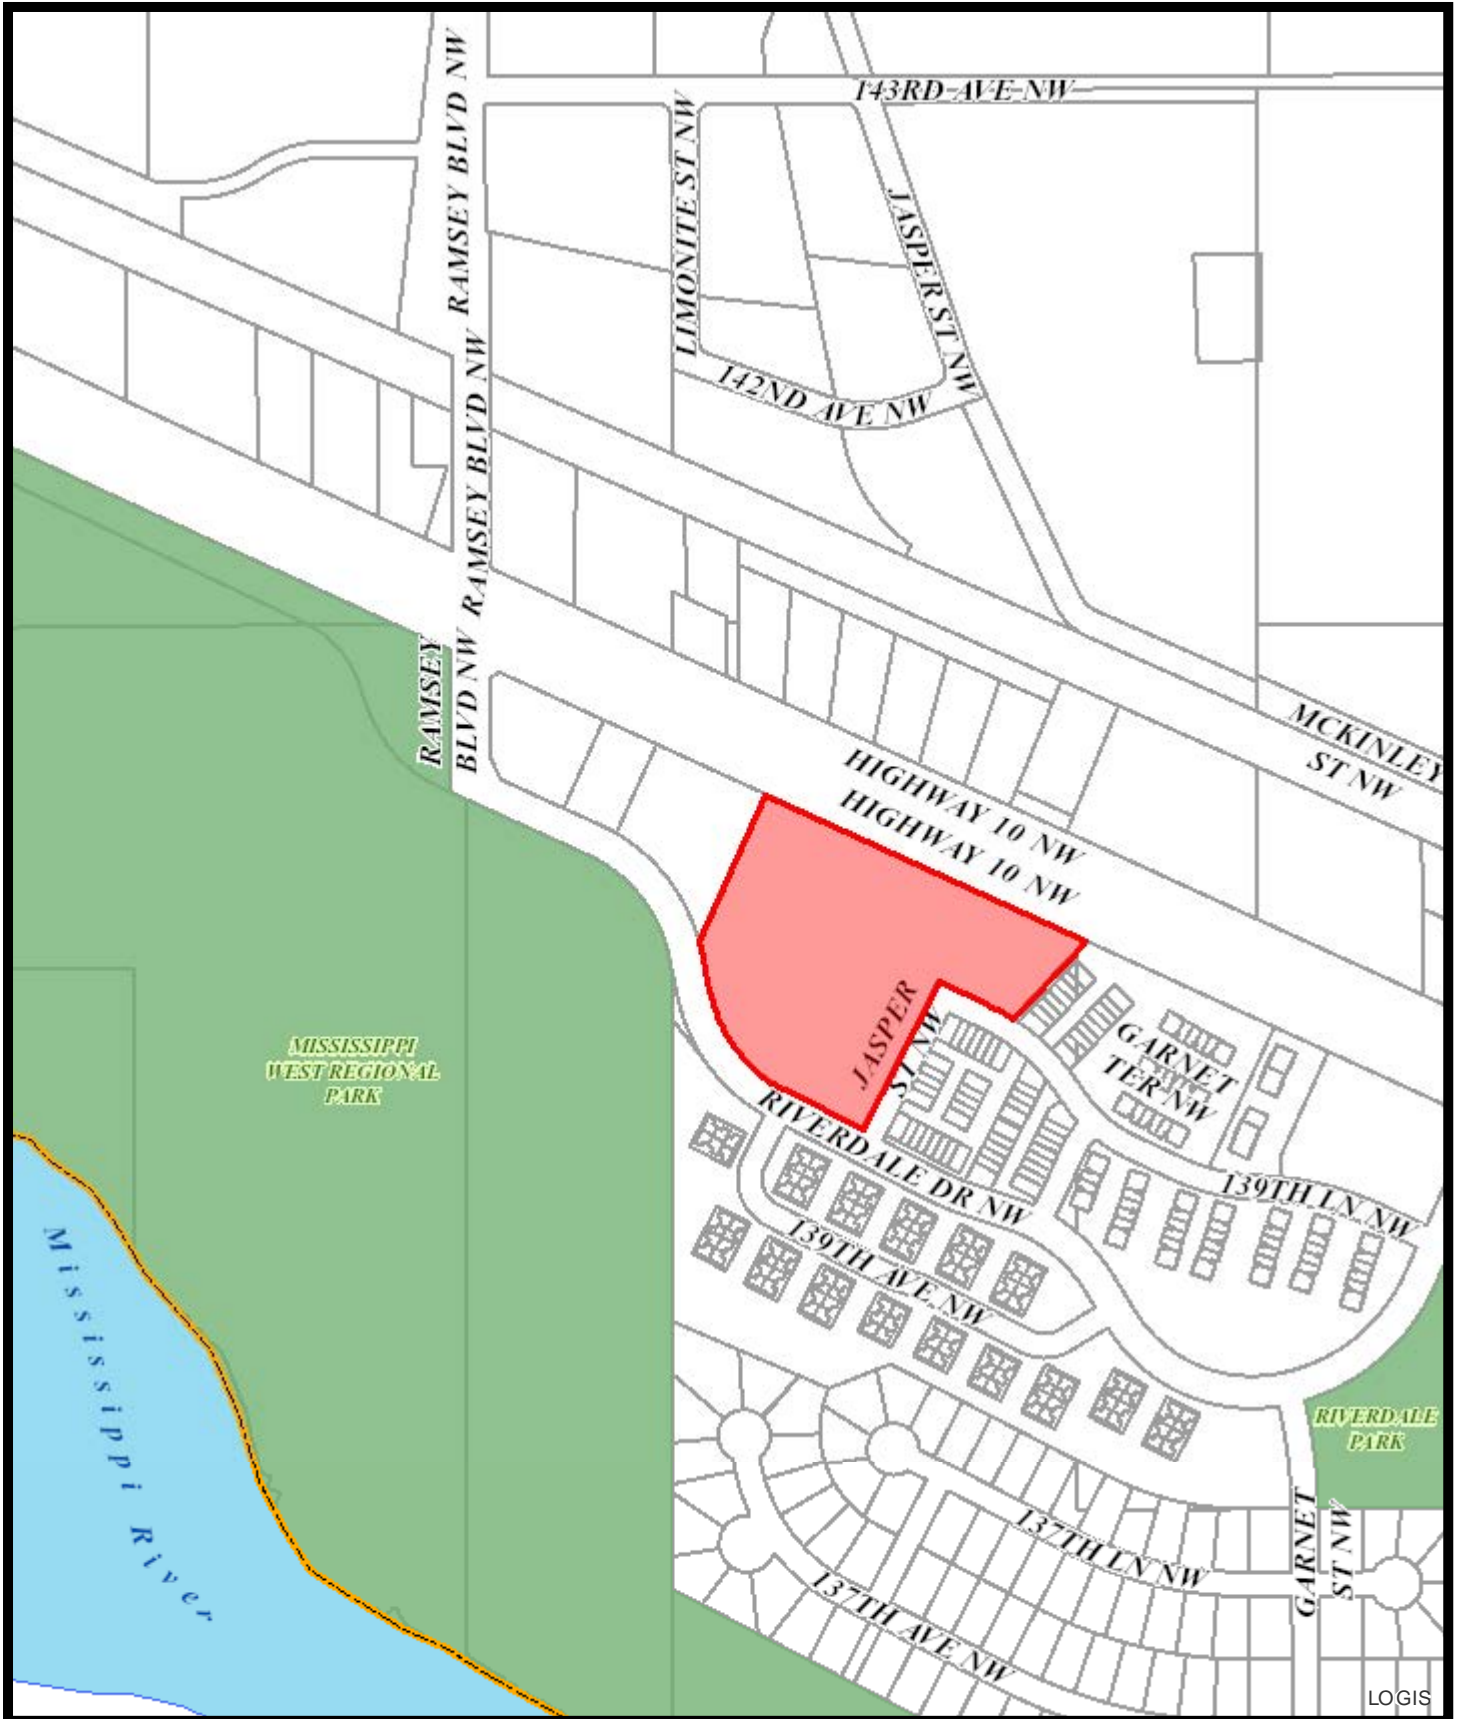 RAMSEY BLVD NW
143RD AVE NW
LIMONITE ST NW
JASPER ST NW
142ND AVE NW
RAMSEY BLVD NW
RAMSEY
BLVD NW
MCKINLEY
ST NW
HIGHWAY 10 NW
HIGHWAY 10 NW
JASPER
ST NW
GARNET
TER NW
MISSISSIPPI
WEST REGIONAL
PARK
RIVERDALE DR NW
139TH LN NW
139TH AVE NW
Mississippi River
RIVERDALE
PARK
GARNET
ST NW
137TH LN NW
137TH AVE NW
LOGIS